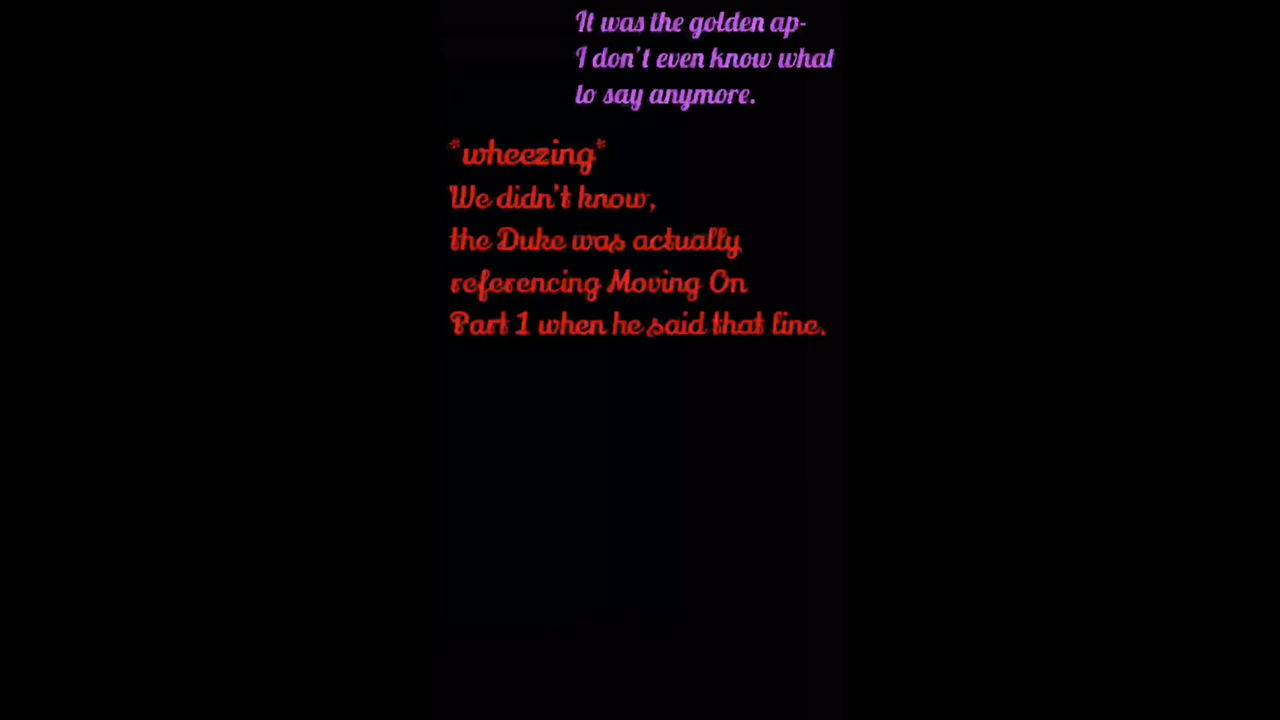 It was the golden ap-
I don't even know what
to say anymore.
*wheezing*
We didn't know,
the Duke was actually
referencing Moving On
Part 1 when he said that line.